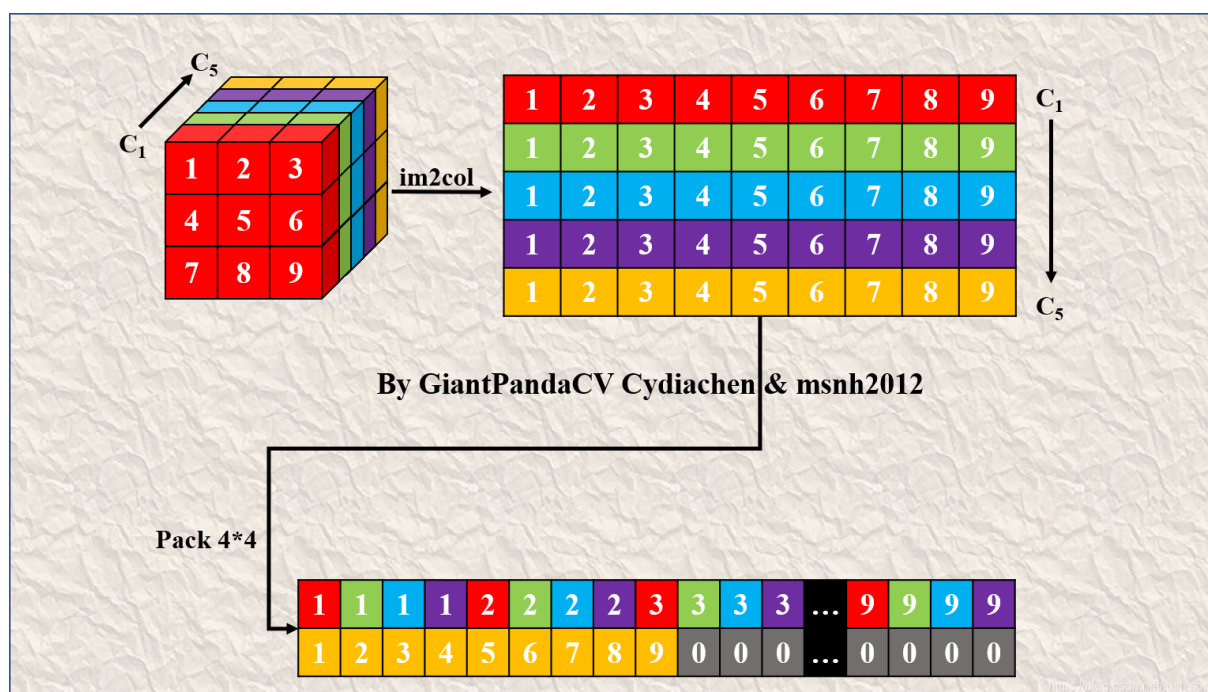 C5
C1
1 2 3
4 5 6
7 8 9
im2col
1 2 3 4 5 6 7 8 9
1 2 3 4 5 6 7 8 9
1 2 3 4 5 6 7 8 9
1 2 3 4 5 6 7 8 9
1 2 3 4 5 6 7 8 9
C1
C5
By GiantPandaCV Cydiachen & msnh2012
Pack 4*4
1 1 1 1 2 2 2 2 3 3 3 3 ... 9 9 9 9
1 2 3 4 5 6 7 8 9 0 0 0 ... 0 0 0 0